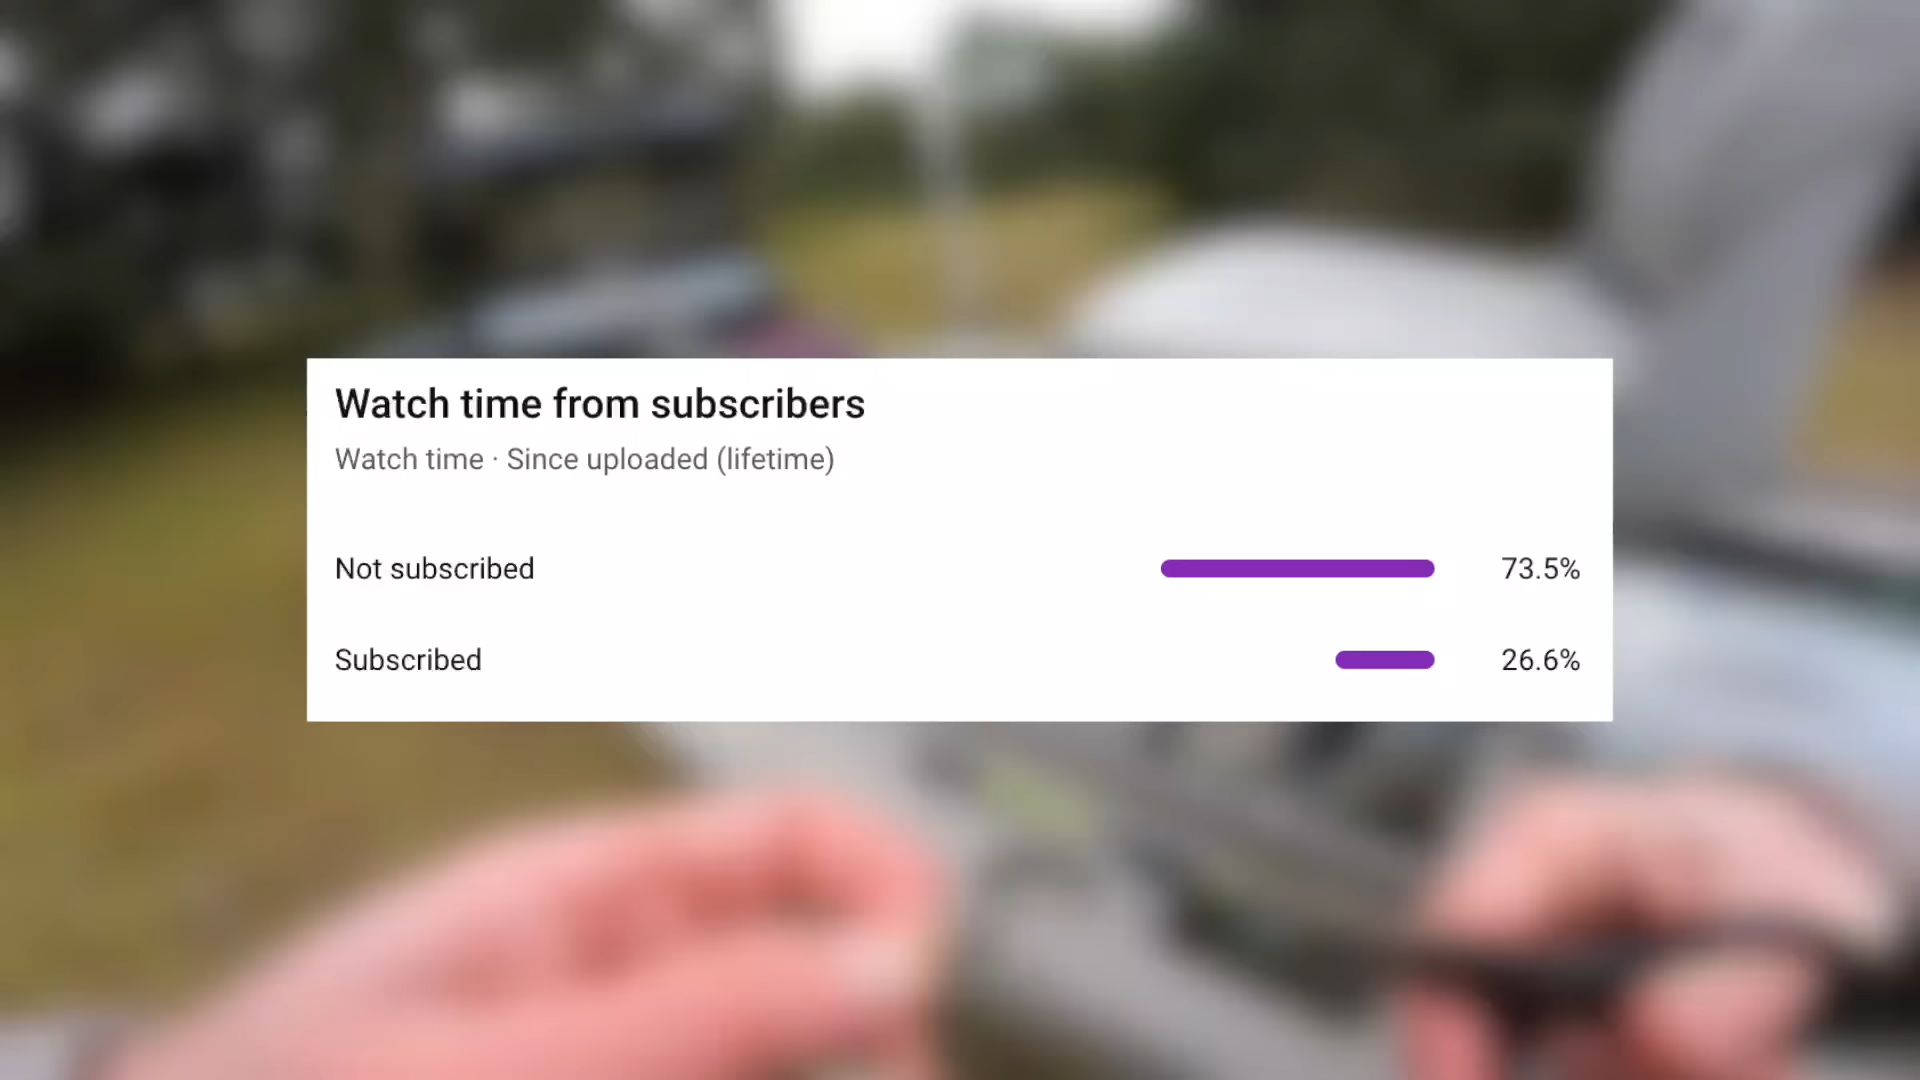 Watch time from subscribers
Watch time · Since uploaded (lifetime)
Not subscribed 73.5%
Subscribed 26.6%